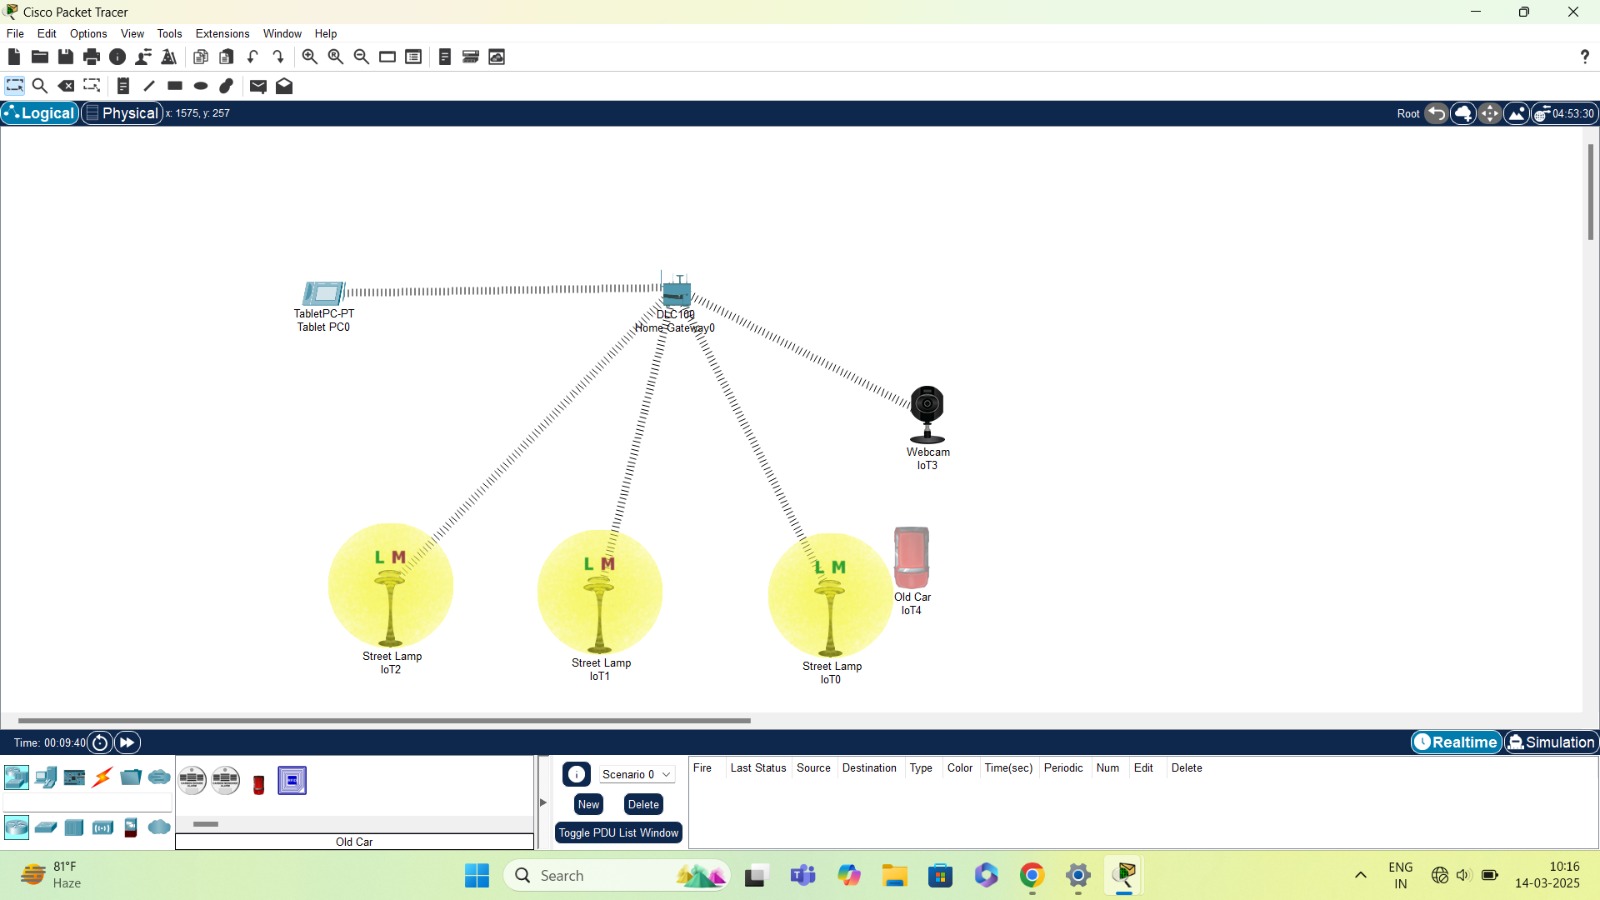 Cisco Packet Tracer
File Edit Options View Tools Extensions Window Help
?
Logical Physical x: 1575, y: 257
Root 04:53:30
TabletPC-PT
Tablet PC0
T
DLC100
Home Gateway0
Webcam
IoT3
L M
Street Lamp
IoT2
L M
Street Lamp
IoT1
L M
Street Lamp
IoT0
Old Car
IoT4
Time: 00:09:40
Realtime Simulation
Scenario 0
New Delete
Toggle PDU List Window
Fire Last Status Source Destination Type Color Time(sec) Periodic Num Edit Delete
Old Car
81°F
Haze
Search
ENG
IN
10:16
14-03-2025